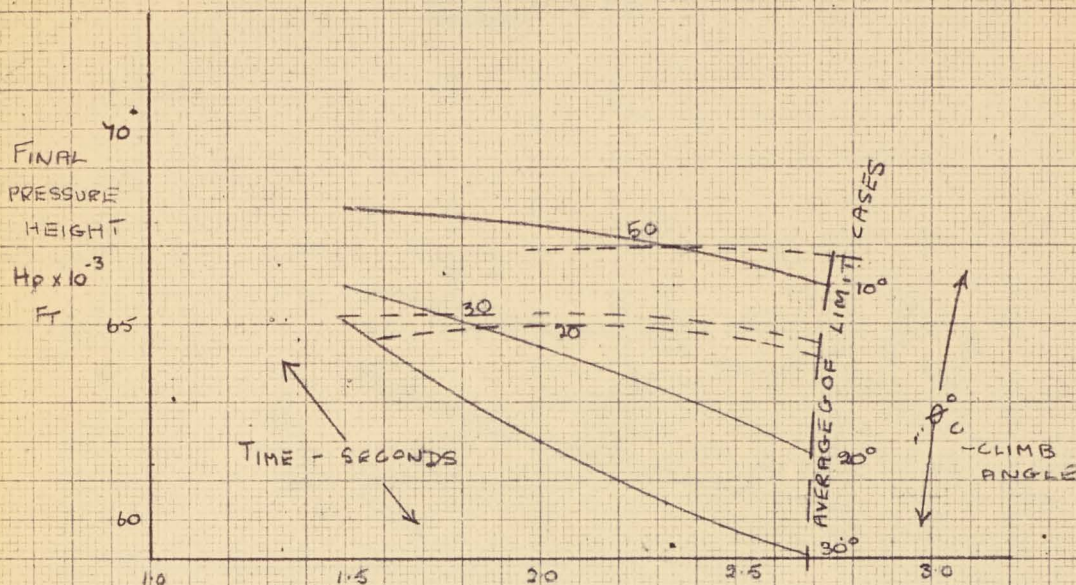 70
FINAL
PRESSURE
HEIGHT
Hp x 10⁻³
FT
65
60
50
30
20
10°
20°
30°
AVERAGE G OF LIMIT CASES
TIME - SECONDS
-CLIMB
ANGLE
1.0 1.5 2.0 2.5 3.0